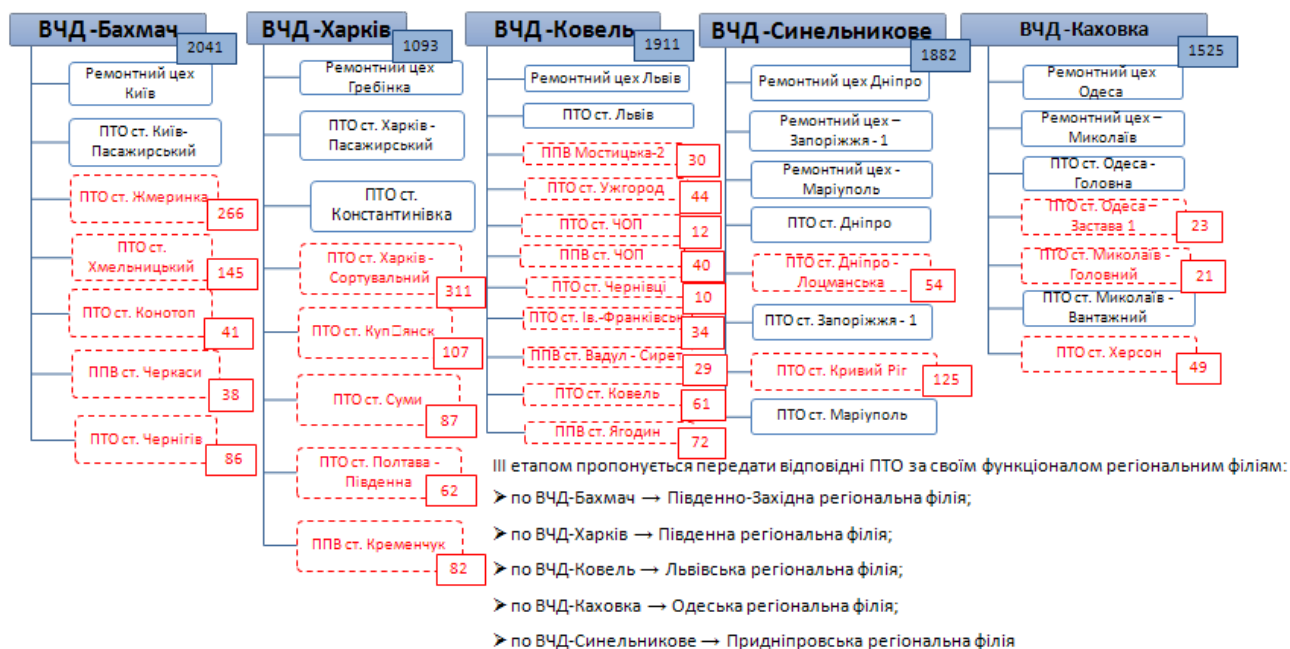 ВЧД -Бахмач
2041
Ремонтний цех
Київ
ПТО ст. Київ-
Пасажирський
ПТО ст. Жмеринка
266
ПТО ст.
Хмельницький
145
ПТО ст. Конотоп
41
ППВ ст. Черкаси
38
ПТО ст. Чернігів
86
ВЧД -Харків
1093
Ремонтний цех
Гребінка
ПТО ст. Харків -
Пасажирський
ПТО ст.
Константинівка
ПТО ст. Харків -
Сортувальний
311
ПТО ст. Куп□янск
107
ПТО ст. Суми
87
ПТО ст. Полтава -
Південна
62
ППВ ст. Кременчук
82
ВЧД -Ковель
1911
Ремонтний цех Львів
ПТО ст. Львів
ППВ Мостицька-2
30
ПТО ст. Ужгород
44
ПТО ст. ЧОП
12
ППВ ст. ЧОП
40
ПТО ст. Чернівці
10
ПТО ст. Ів.-Франківськ
34
ППВ ст. Вадул - Сирет
29
ПТО ст. Ковель
61
ППВ ст. Ягодин
72
ВЧД -Синельникове
1882
Ремонтний цех Дніпро
Ремонтний цех –
Запоріжжя - 1
Ремонтний цех -
Маріуполь
ПТО ст. Дніпро
ПТО ст. Дніпро -
Лоцманська
54
ПТО ст. Запоріжжя - 1
ПТО ст. Кривий Ріг
125
ПТО ст. Маріуполь
ВЧД -Каховка
1525
Ремонтний цех
Одеса
Ремонтний цех –
Миколаїв
ПТО ст. Одеса -
Головна
ПТО ст. Одеса –
Застава 1
23
ПТО ст. Миколаїв -
Головний
21
ПТО ст. Миколаїв -
Вантажний
ПТО ст. Херсон
49
ІІІ етапом пропонується передати відповідні ПТО за своїм функціоналом регіональним філіям:
➢ по ВЧД-Бахмач → Південно-Західна регіональна філія;
➢ по ВЧД-Харків → Південна регіональна філія;
➢ по ВЧД-Ковель → Львівська регіональна філія;
➢ по ВЧД-Каховка → Одеська регіональна філія;
➢ по ВЧД-Синельникове → Придніпровська регіональна філія